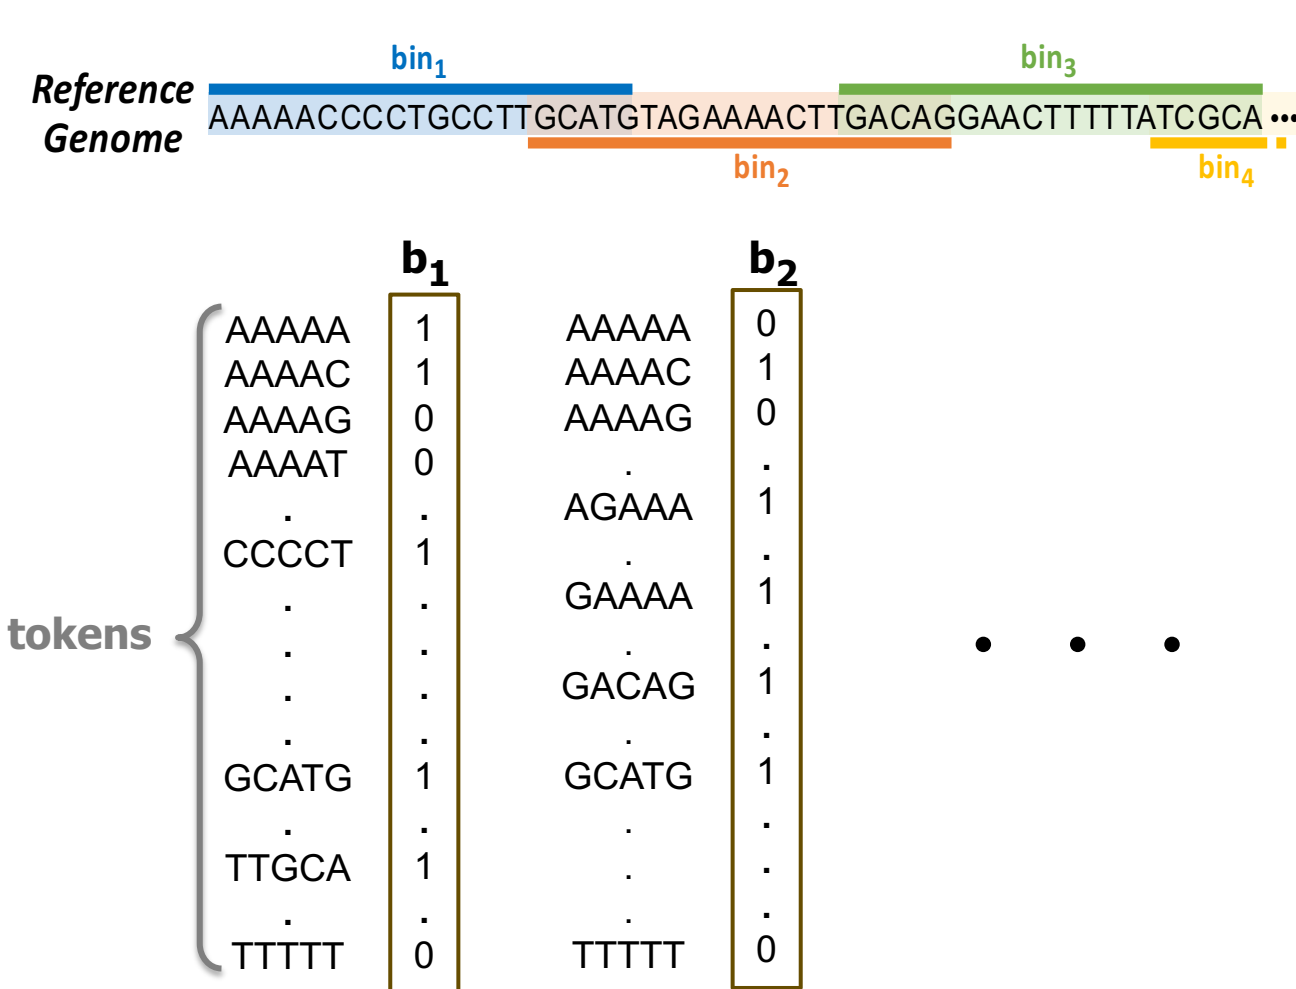 bin1 bin3
Reference Genome
AAAAACCCCTGCCTTGCATGTAGAAAACTTGACAGGAACTTTTTATCGCA ...
bin2 bin4
b1 b2
AAAAA 1 AAAAA 0
AAAAC 1 AAAAC 1
AAAAG 0 AAAAG 0
AAAAT 0 . .
. . AGAAA 1
CCCCT 1 . .
. . GAAAA 1
tokens
. . . . . . .
. . GACAG 1
. . . .
GCATG 1 GCATG 1
. . . .
TTGCA 1 . .
. . . .
TTTTT 0 TTTTT 0